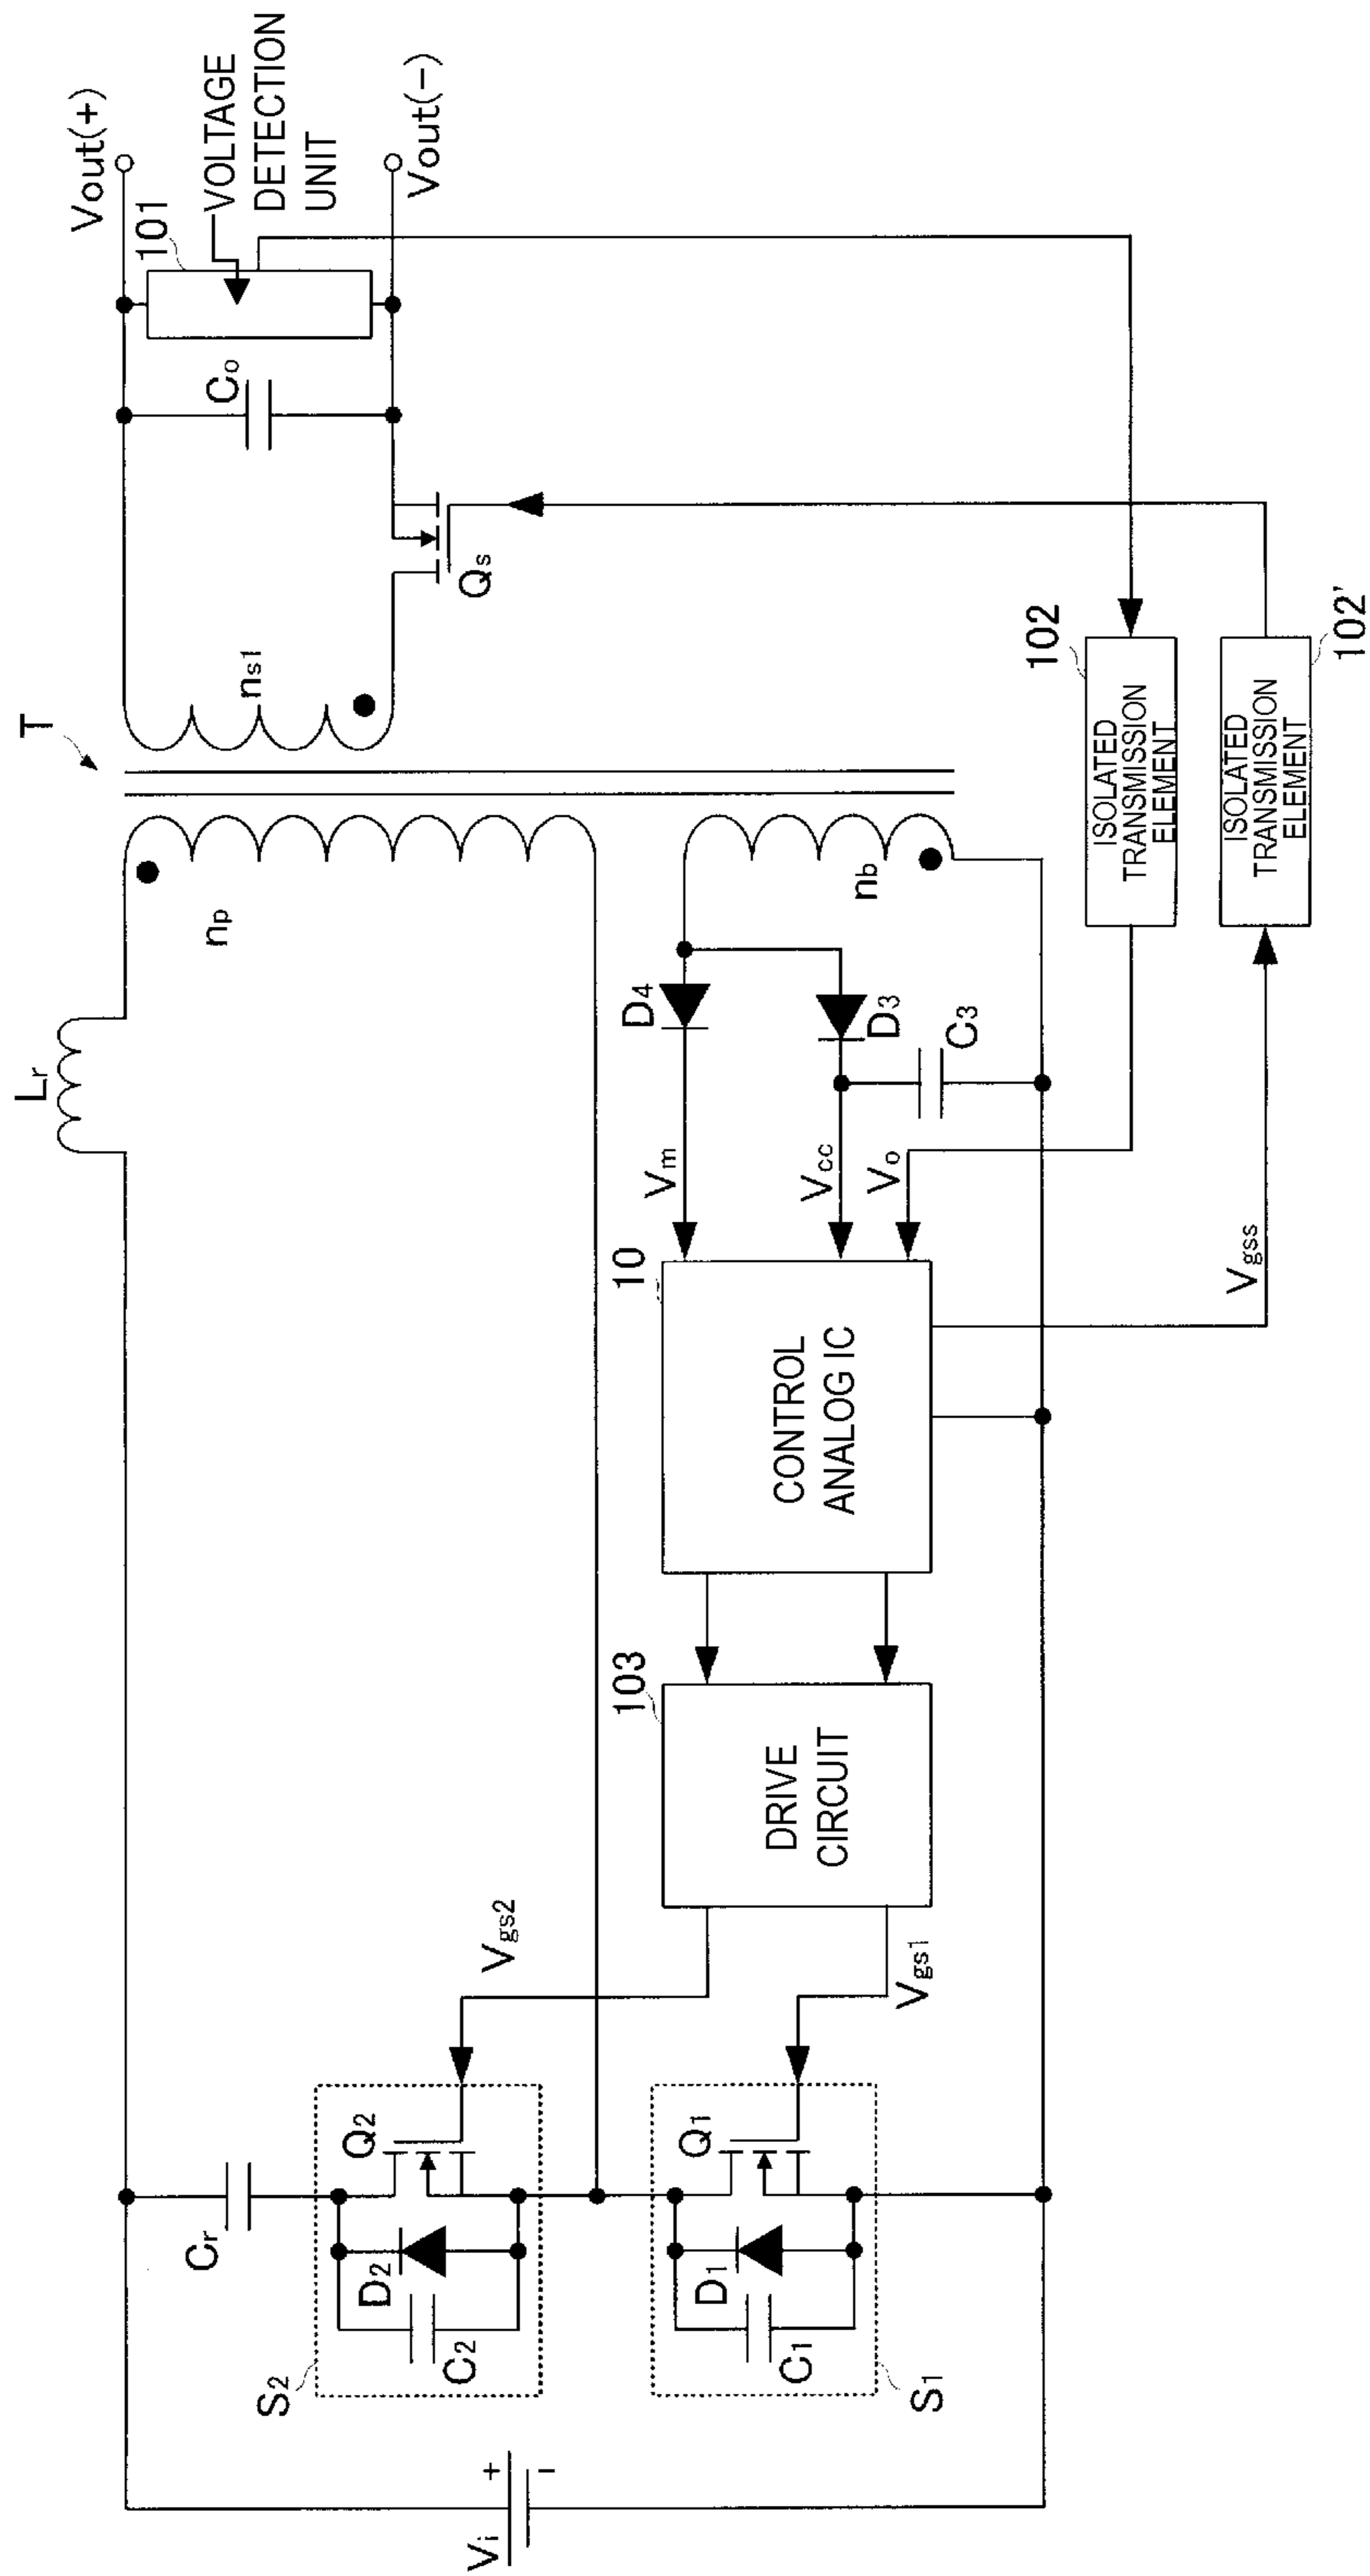 Vi
+
−
Cr
S2
C2
D2
Q2
Vgs2
S1
C1
D1
Q1
Vgs1
103
DRIVE
CIRCUIT
10
CONTROL
ANALOG IC
Vm
Vcc
Vo
Vgss
D4
D3
C3
Lr
np
nb
T
ns1
Qs
Co
101
VOLTAGE
DETECTION
UNIT
Vout(+)
Vout(−)
102
ISOLATED
TRANSMISSION
ELEMENT
102'
ISOLATED
TRANSMISSION
ELEMENT